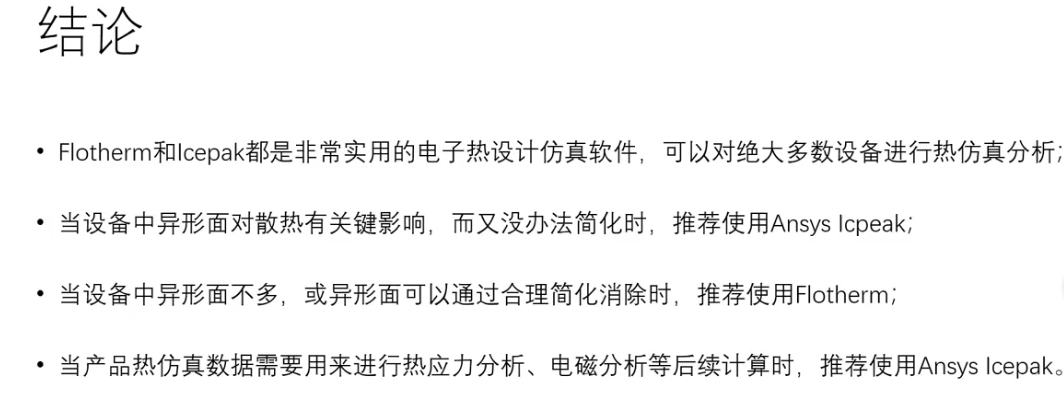 结论
• Flotherm和Icepak都是非常实用的电子热设计仿真软件，可以对绝大多数设备进行热仿真分析;
• 当设备中异形面对散热有关键影响，而又没办法简化时，推荐使用Ansys Icpeak;
• 当设备中异形面不多，或异形面可以通过合理简化消除时，推荐使用Flotherm;
• 当产品热仿真数据需要用来进行热应力分析、电磁分析等后续计算时，推荐使用Ansys Icepak。